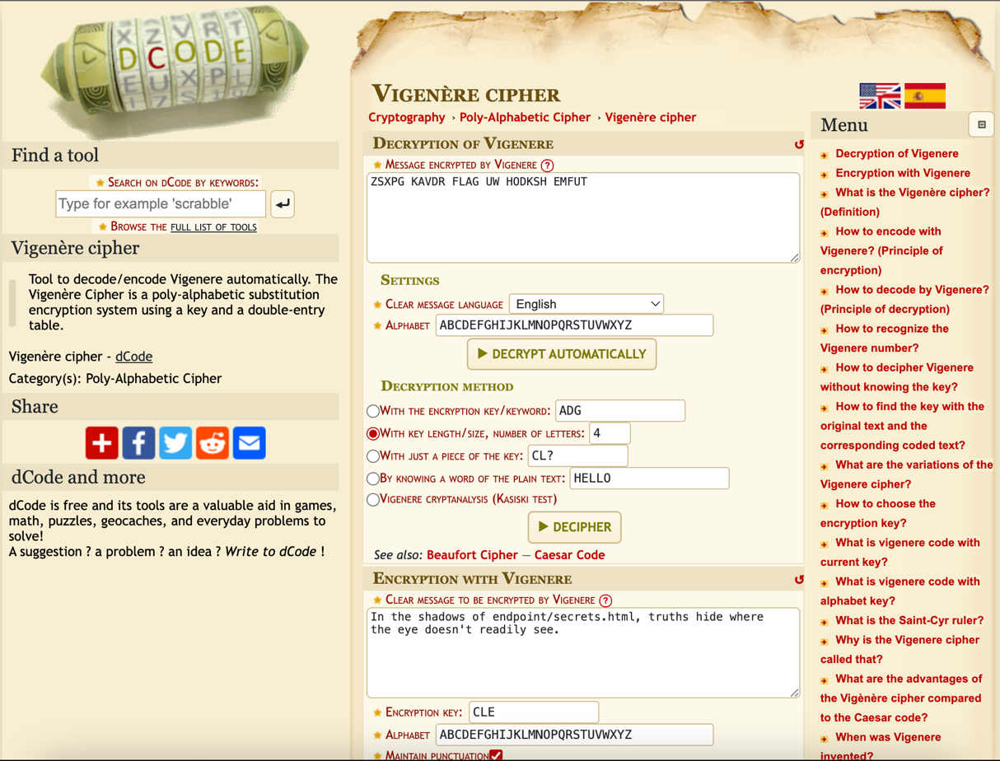 X Z V R T
D C O D E
E U X P L
Find a tool
★ Search on dCode by keywords:
Type for example 'scrabble'
★ Browse the full list of tools
Vigenère cipher
Tool to decode/encode Vigenere automatically. The
Vigenère Cipher is a poly-alphabetic substitution
encryption system using a key and a double-entry
table.
Vigenère cipher - dCode
Category(s): Poly-Alphabetic Cipher
Share
dCode and more
dCode is free and its tools are a valuable aid in games,
math, puzzles, geocaches, and everyday problems to
solve!
A suggestion ? a problem ? an idea ? Write to dCode !
Vigenère cipher
Cryptography › Poly-Alphabetic Cipher › Vigenère cipher
Decryption of Vigenere
★ Message encrypted by Vigenere ?
ZSXPG KAVDR FLAG UW HODKSH EMFUT
Settings
★ Clear message language English
★ Alphabet ABCDEFGHIJKLMNOPQRSTUVWXYZ
▶ DECRYPT AUTOMATICALLY
Decryption method
With the encryption key/keyword: ADG
With key length/size, number of letters: 4
With just a piece of the key: CL?
By knowing a word of the plain text: HELLO
Vigenere cryptanalysis (Kasiski test)
▶ DECIPHER
See also: Beaufort Cipher — Caesar Code
Encryption with Vigenere
★ Clear message to be encrypted by Vigenere ?
In the shadows of endpoint/secrets.html, truths hide where
the eye doesn't readily see.
★ Encryption key: CLE
★ Alphabet ABCDEFGHIJKLMNOPQRSTUVWXYZ
★ Maintain punctuation
Menu
Decryption of Vigenere
Encryption with Vigenere
What is the Vigenère cipher?
(Definition)
How to encode with
Vigenere? (Principle of
encryption)
How to decode by Vigenere?
(Principle of decryption)
How to recognize the
Vigenere number?
How to decipher Vigenere
without knowing the key?
How to find the key with the
original text and the
corresponding coded text?
What are the variations of the
Vigenere cipher?
How to choose the
encryption key?
What is vigenere code with
current key?
What is vigenere code with
alphabet key?
What is the Saint-Cyr ruler?
Why is the Vigenere cipher
called that?
What are the advantages of
the Vigènère cipher compared
to the Caesar code?
When was Vigenere
invented?